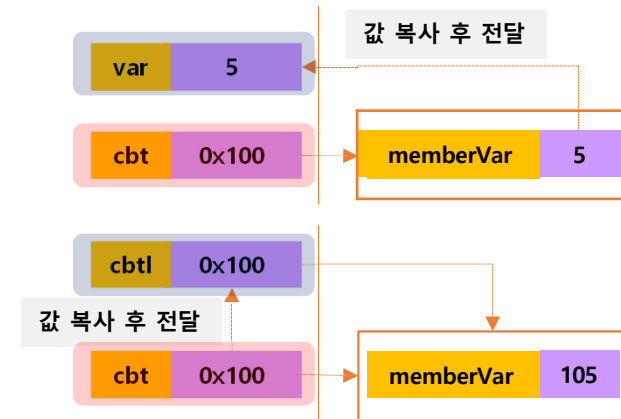 값 복사 후 전달
var 5
cbt 0x100
memberVar 5
cbtl 0x100
값 복사 후 전달
cbt 0x100
memberVar 105